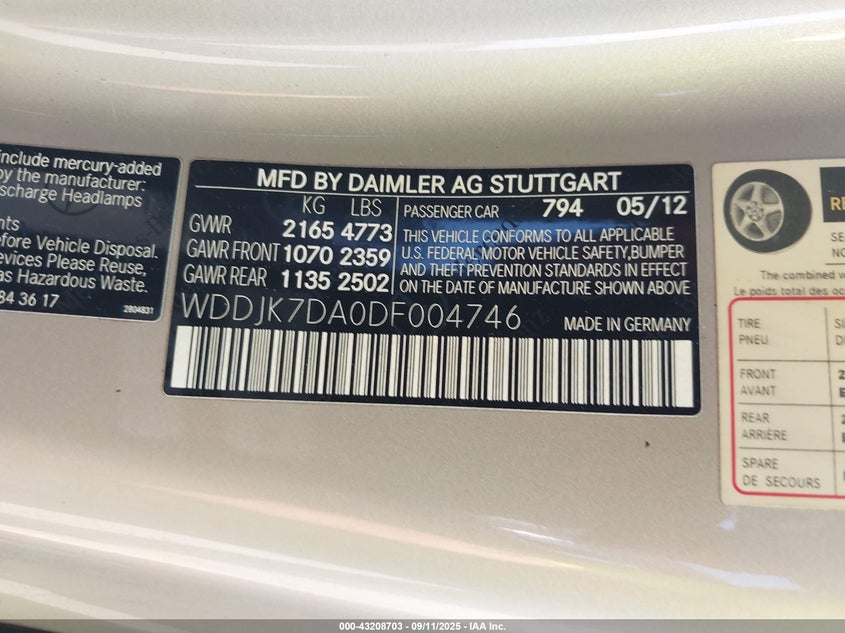 include mercury-added
by the manufacturer:
scharge Headlamps
nts
efore Vehicle Disposal.
evices Please Reuse,
as Hazardous Waste.
84 36 17
2804831
MFD BY DAIMLER AG STUTTGART
KG LBS
GWWR 2165 4773
GAWR FRONT 1070 2359
GAWR REAR 1135 2502
PASSENGER CAR 794 05/12
THIS VEHICLE CONFORMS TO ALL APPLICABLE
U.S. FEDERAL MOTOR VEHICLE SAFETY,BUMPER
AND THEFT PREVENTION STANDARDS IN EFFECT
ON THE DATE OF MANUFACTURE SHOWN ABOVE
WDDJK7DA0DF004746
MADE IN GERMANY
The combined w
Le poids total des occu
TIRE
PNEU
FRONT
AVANT
REAR
ARRIÈRE
SPARE
DE SECOURS
000-43208703 - 09/11/2025 - IAA Inc.